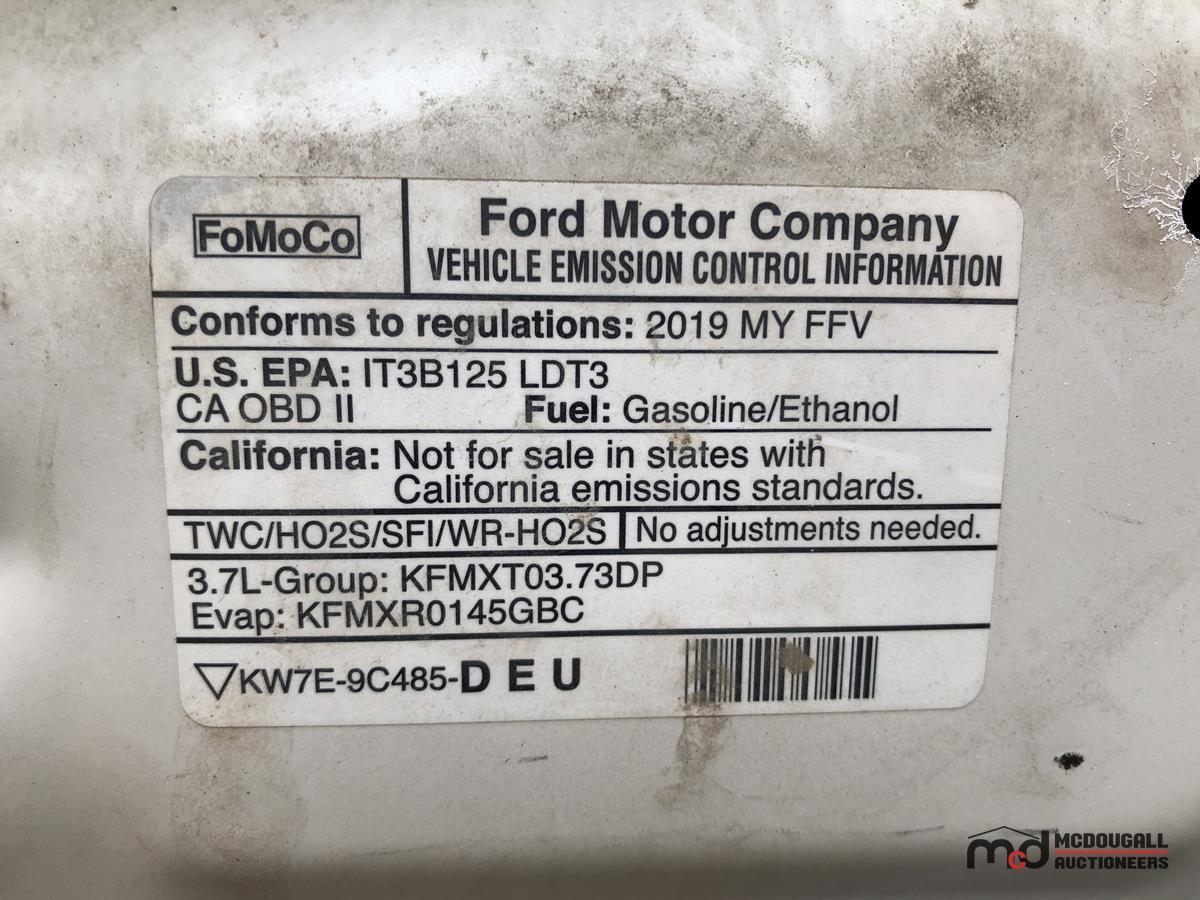 FoMoCo
Ford Motor Company
VEHICLE EMISSION CONTROL INFORMATION
Conforms to regulations: 2019 MY FFV
U.S. EPA: IT3B125 LDT3
CA OBD II Fuel: Gasoline/Ethanol
California: Not for sale in states with
California emissions standards.
TWC/HO2S/SFI/WR-HO2S No adjustments needed.
3.7L-Group: KFMXT03.73DP
Evap: KFMXR0145GBC
KW7E-9C485-D E U
mcd MCDOUGALL
AUCTIONEERS